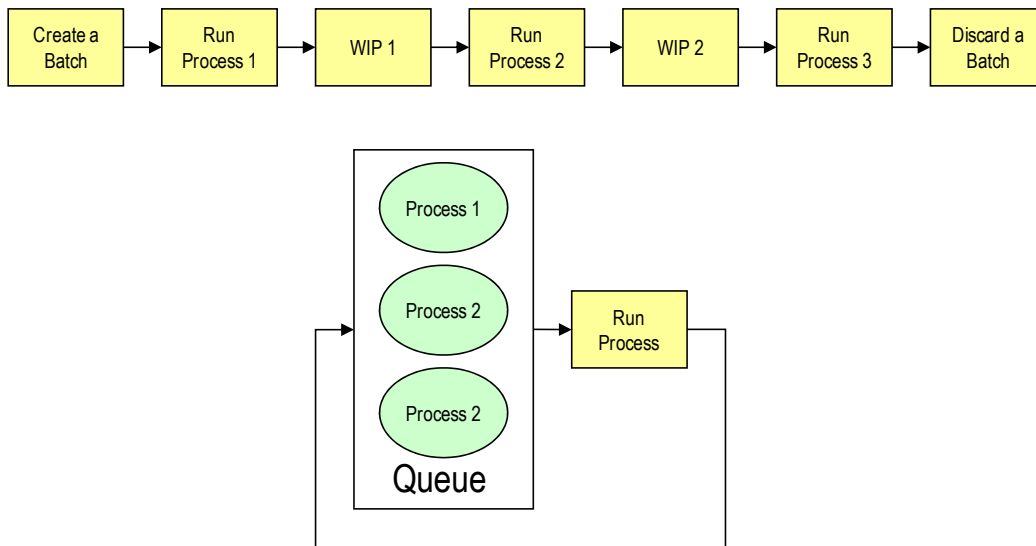 Create a
Batch
Run
Process 1
WIP 1
Run
Process 2
WIP 2
Run
Process 3
Discard a
Batch
Process 1
Process 2
Process 2
Queue
Run
Process